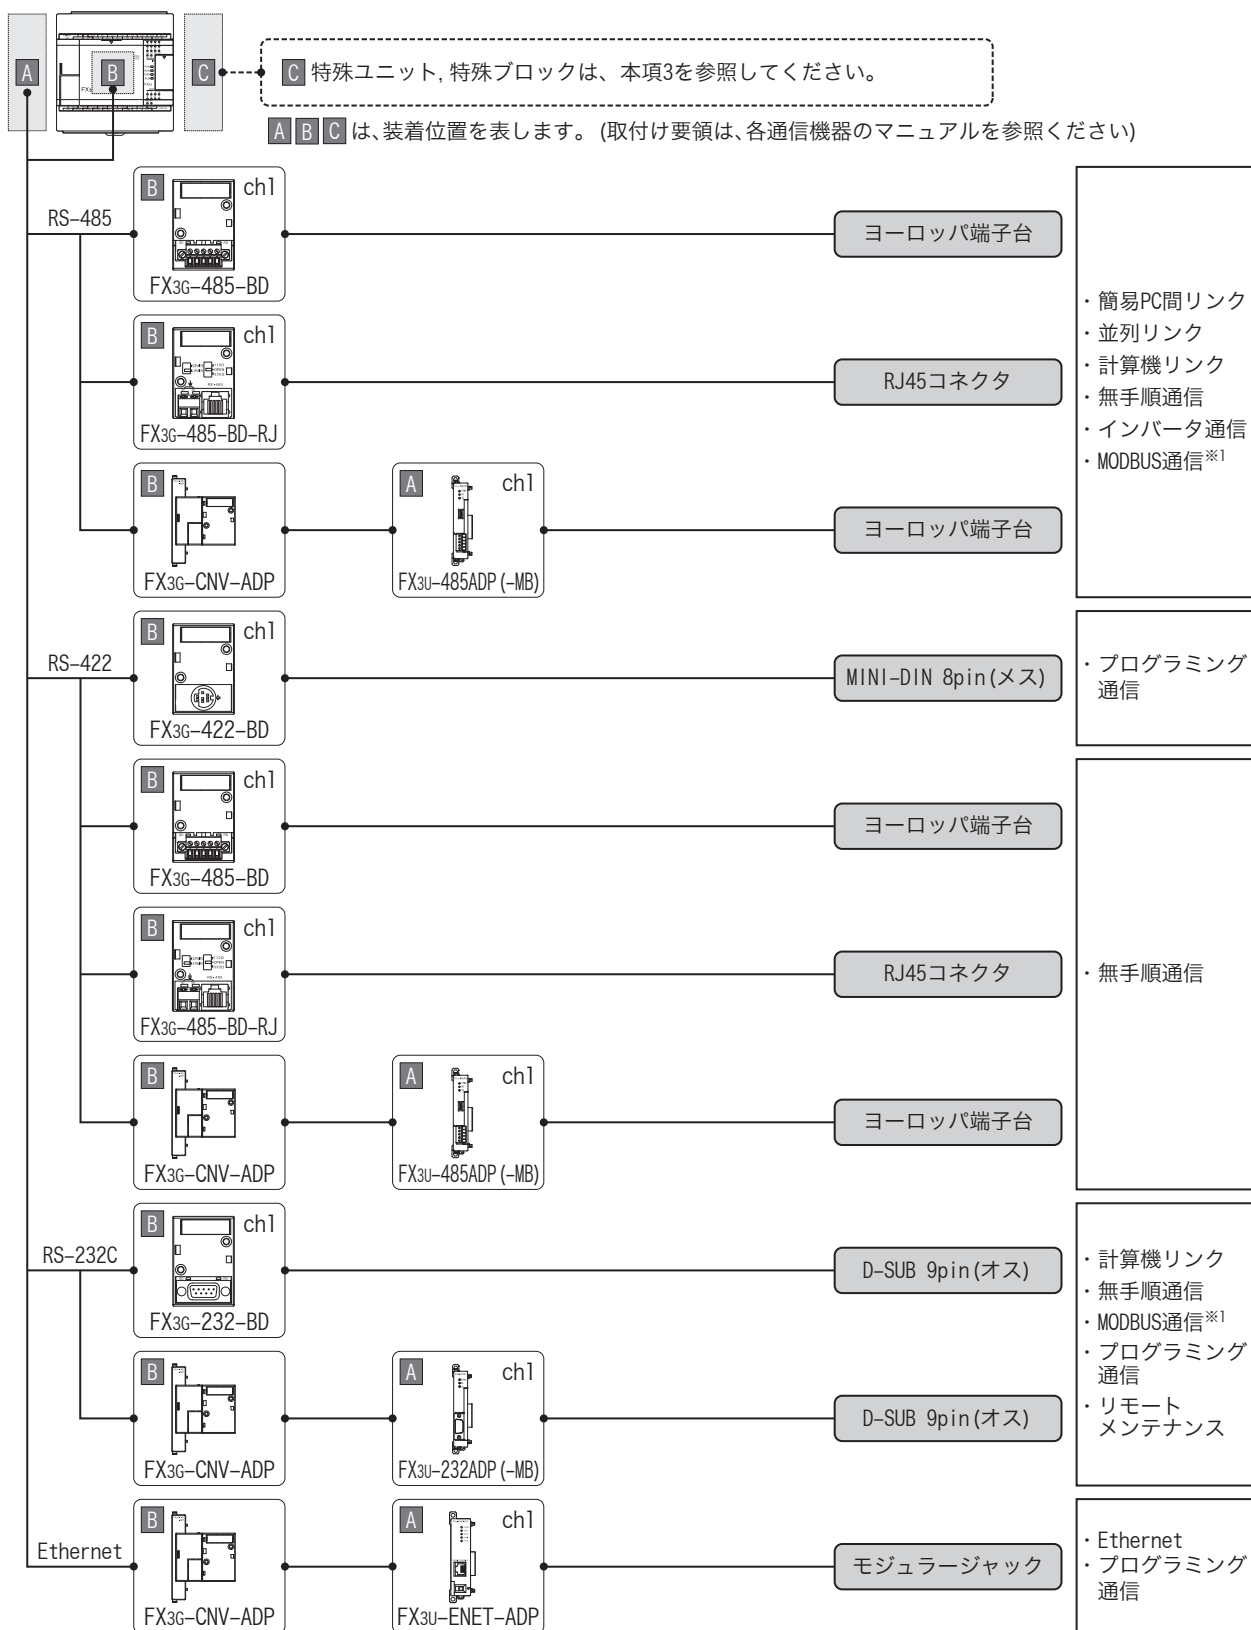 A
B
C
C 特殊ユニット, 特殊ブロックは、本項3を参照してください。
A B C は、装着位置を表します。 (取付け要領は、各通信機器のマニュアルを参照ください)
RS-485
B ch1
FX3G-485-BD
ヨーロッパ端子台
B ch1
FX3G-485-BD-RJ
RJ45コネクタ
B
FX3G-CNV-ADP
A ch1
FX3U-485ADP(-MB)
ヨーロッパ端子台
・簡易PC間リンク
・並列リンク
・計算機リンク
・無手順通信
・インバータ通信
・MODBUS通信※1
RS-422
B ch1
FX3G-422-BD
MINI-DIN 8pin(メス)
・プログラミング
通信
B ch1
FX3G-485-BD
ヨーロッパ端子台
B ch1
FX3G-485-BD-RJ
RJ45コネクタ
B
FX3G-CNV-ADP
A ch1
FX3U-485ADP(-MB)
ヨーロッパ端子台
・無手順通信
RS-232C
B ch1
FX3G-232-BD
D-SUB 9pin(オス)
B
FX3G-CNV-ADP
A ch1
FX3U-232ADP(-MB)
D-SUB 9pin(オス)
・計算機リンク
・無手順通信
・MODBUS通信※1
・プログラミング
通信
・リモート
メンテナンス
Ethernet
B
FX3G-CNV-ADP
A ch1
FX3U-ENET-ADP
モジュラージャック
・Ethernet
・プログラミング
通信